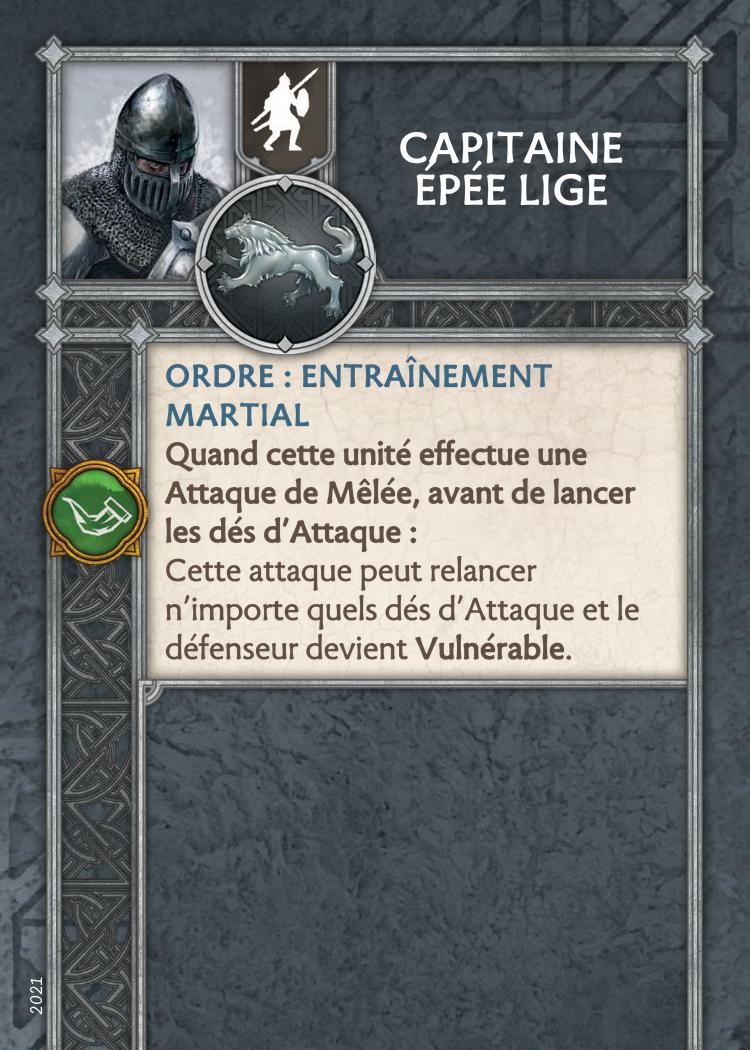 CAPITAINE
ÉPÉE LIGE
ORDRE : ENTRAÎNEMENT
MARTIAL
Quand cette unité effectue une
Attaque de Mêlée, avant de lancer
les dés d’Attaque :
Cette attaque peut relancer
n’importe quels dés d’Attaque et le
défenseur devient Vulnérable.
2021